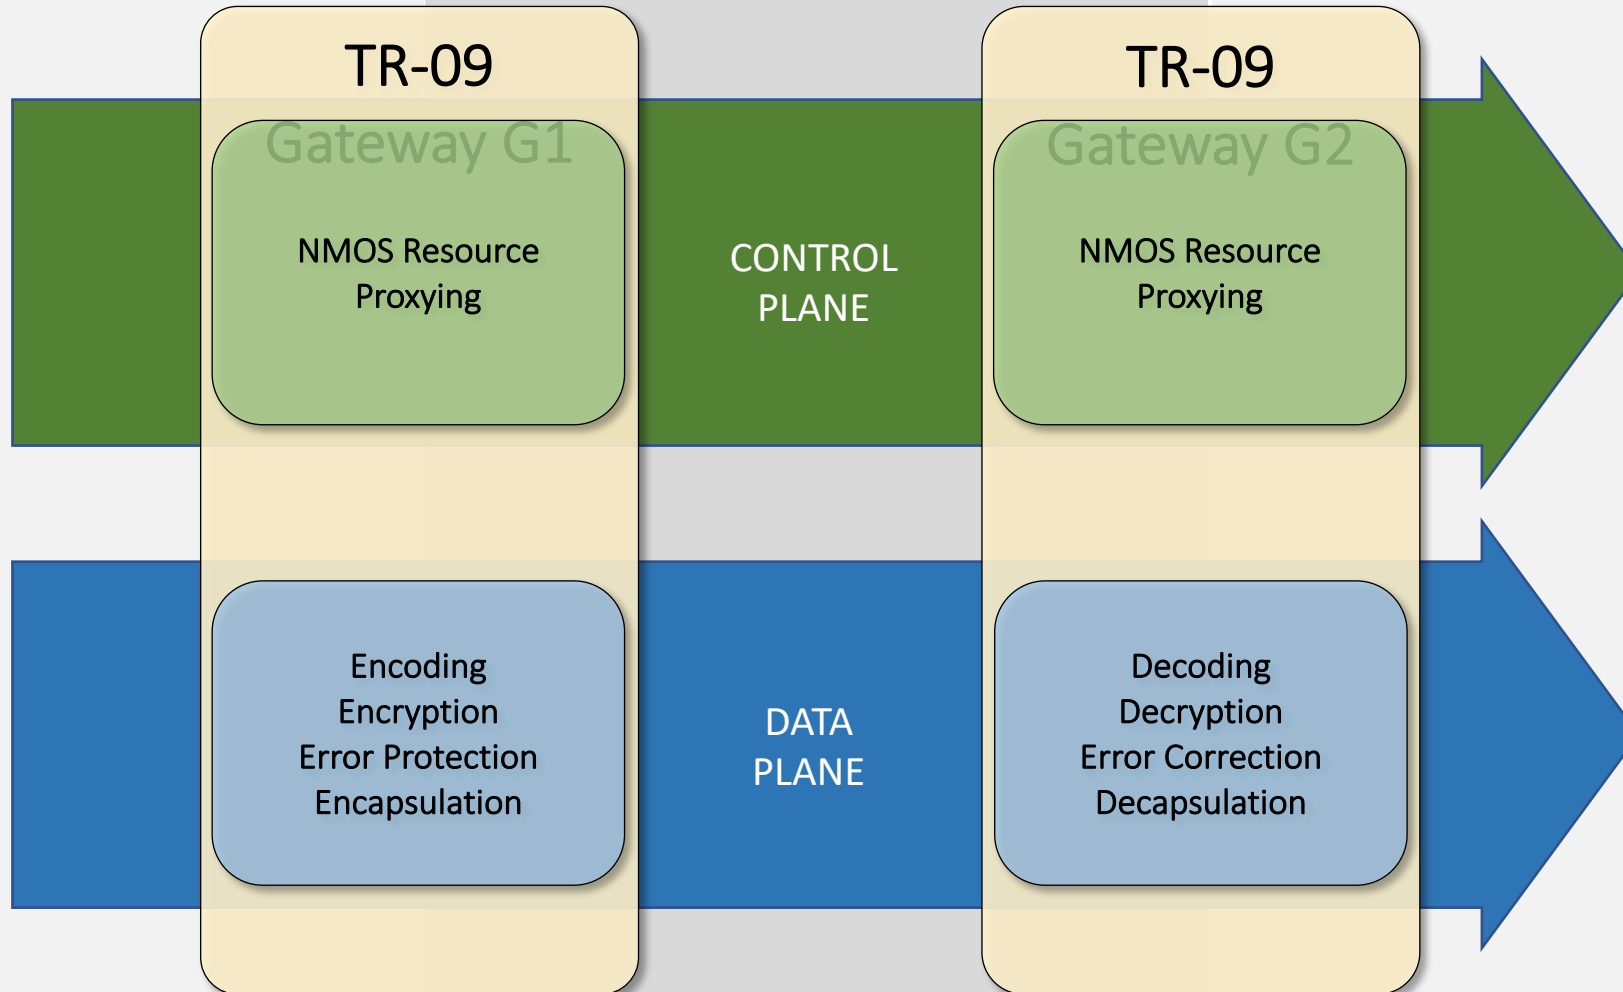 TR-09
Gateway G1
NMOS Resource
Proxying
Encoding
Encryption
Error Protection
Encapsulation
CONTROL
PLANE
DATA
PLANE
TR-09
Gateway G2
NMOS Resource
Proxying
Decoding
Decryption
Error Correction
Decapsulation